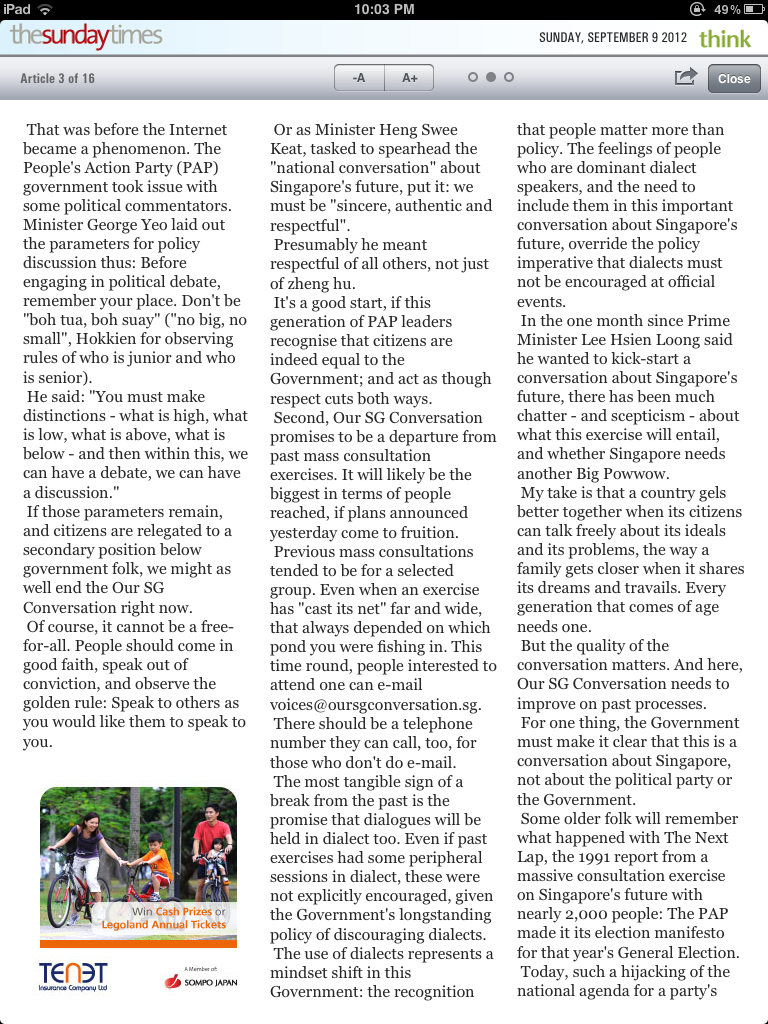 iPad
10:03 PM
49%
thesundaytimes
SUNDAY, SEPTEMBER 9 2012
think
Article 3 of 16
-A
A+
Close
That was before the Internet
became a phenomenon. The
People's Action Party (PAP)
government took issue with
some political commentators.
Minister George Yeo laid out
the parameters for policy
discussion thus: Before
engaging in political debate,
remember your place. Don't be
"boh tua, boh suay" ("no big, no
small", Hokkien for observing
rules of who is junior and who
is senior).
He said: "You must make
distinctions - what is high, what
is low, what is above, what is
below - and then within this, we
can have a debate, we can have
a discussion."
If those parameters remain,
and citizens are relegated to a
secondary position below
government folk, we might as
well end the Our SG
Conversation right now.
Of course, it cannot be a free-
for-all. People should come in
good faith, speak out of
conviction, and observe the
golden rule: Speak to others as
you would like them to speak to
you.
Win Cash Prizes or
Legoland Annual Tickets
TENET
Insurance Company Ltd
A Member of:
SOMPO JAPAN
Or as Minister Heng Swee
Keat, tasked to spearhead the
"national conversation" about
Singapore's future, put it: we
must be "sincere, authentic and
respectful".
Presumably he meant
respectful of all others, not just
of zheng hu.
It's a good start, if this
generation of PAP leaders
recognise that citizens are
indeed equal to the
Government; and act as though
respect cuts both ways.
Second, Our SG Conversation
promises to be a departure from
past mass consultation
exercises. It will likely be the
biggest in terms of people
reached, if plans announced
yesterday come to fruition.
Previous mass consultations
tended to be for a selected
group. Even when an exercise
has "cast its net" far and wide,
that always depended on which
pond you were fishing in. This
time round, people interested to
attend one can e-mail
voices@oursgconversation.sg.
There should be a telephone
number they can call, too, for
those who don't do e-mail.
The most tangible sign of a
break from the past is the
promise that dialogues will be
held in dialect too. Even if past
exercises had some peripheral
sessions in dialect, these were
not explicitly encouraged, given
the Government's longstanding
policy of discouraging dialects.
The use of dialects represents a
mindset shift in this
Government: the recognition
that people matter more than
policy. The feelings of people
who are dominant dialect
speakers, and the need to
include them in this important
conversation about Singapore's
future, override the policy
imperative that dialects must
not be encouraged at official
events.
In the one month since Prime
Minister Lee Hsien Loong said
he wanted to kick-start a
conversation about Singapore's
future, there has been much
chatter - and scepticism - about
what this exercise will entail,
and whether Singapore needs
another Big Powwow.
My take is that a country gels
better together when its citizens
can talk freely about its ideals
and its problems, the way a
family gets closer when it shares
its dreams and travails. Every
generation that comes of age
needs one.
But the quality of the
conversation matters. And here,
Our SG Conversation needs to
improve on past processes.
For one thing, the Government
must make it clear that this is a
conversation about Singapore,
not about the political party or
the Government.
Some older folk will remember
what happened with The Next
Lap, the 1991 report from a
massive consultation exercise
on Singapore's future with
nearly 2,000 people: The PAP
made it its election manifesto
for that year's General Election.
Today, such a hijacking of the
national agenda for a party's